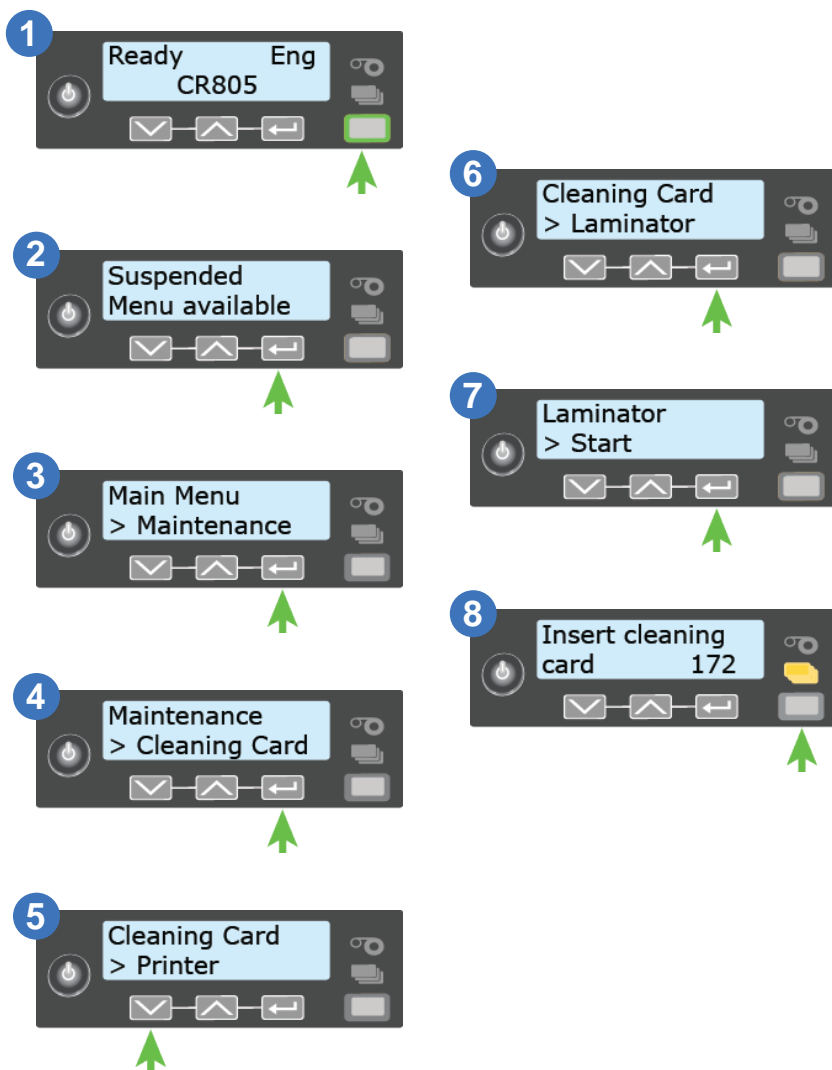 1
Ready Eng
CR805
2
Suspended
Menu available
3
Main Menu
> Maintenance
4
Maintenance
> Cleaning Card
5
Cleaning Card
> Printer
6
Cleaning Card
> Laminator
7
Laminator
> Start
8
Insert cleaning
card 172